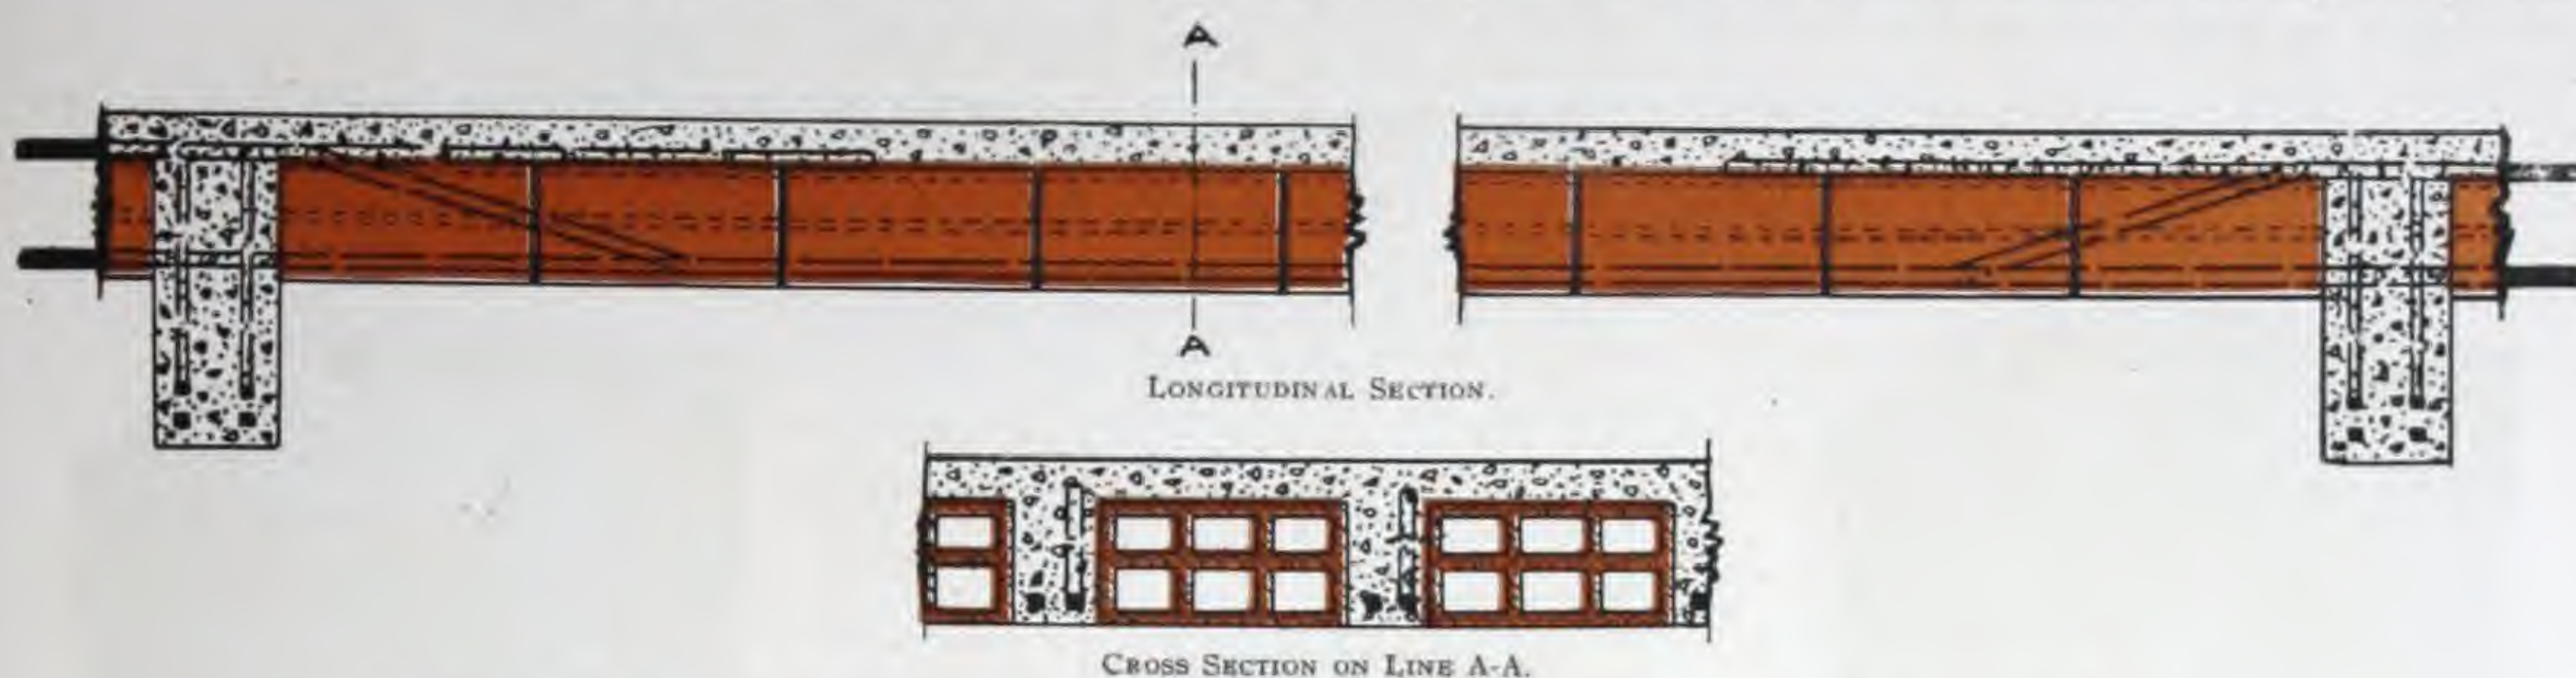 A
A
LONGITUDINAL SECTION.
CROSS SECTION ON LINE A-A.